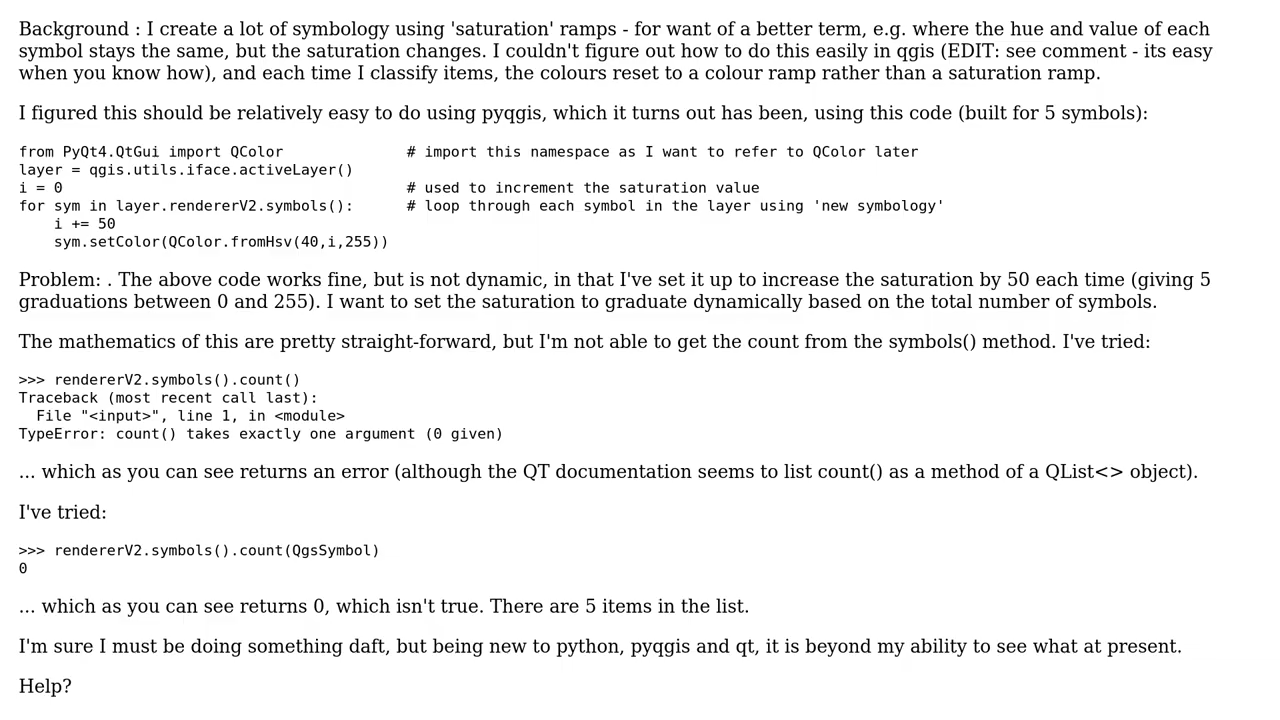 Background : I create a lot of symbology using 'saturation' ramps - for want of a better term, e.g. where the hue and value of each
symbol stays the same, but the saturation changes. I couldn't figure out how to do this easily in qgis (EDIT: see comment - its easy
when you know how), and each time I classify items, the colours reset to a colour ramp rather than a saturation ramp.
I figured this should be relatively easy to do using pyqgis, which it turns out has been, using this code (built for 5 symbols):
from PyQt4.QtGui import QColor              # import this namespace as I want to refer to QColor later
layer = qgis.utils.iface.activeLayer()
i = 0                                       # used to increment the saturation value
for sym in layer.rendererV2.symbols():      # loop through each symbol in the layer using 'new symbology'
    i += 50
    sym.setColor(QColor.fromHsv(40,i,255))
Problem: . The above code works fine, but is not dynamic, in that I've set it up to increase the saturation by 50 each time (giving 5
graduations between 0 and 255). I want to set the saturation to graduate dynamically based on the total number of symbols.
The mathematics of this are pretty straight-forward, but I'm not able to get the count from the symbols() method. I've tried:
>>> rendererV2.symbols().count()
Traceback (most recent call last):
  File "<input>", line 1, in <module>
TypeError: count() takes exactly one argument (0 given)
... which as you can see returns an error (although the QT documentation seems to list count() as a method of a QList<> object).
I've tried:
>>> rendererV2.symbols().count(QgsSymbol)
0
... which as you can see returns 0, which isn't true. There are 5 items in the list.
I'm sure I must be doing something daft, but being new to python, pyqgis and qt, it is beyond my ability to see what at present.
Help?